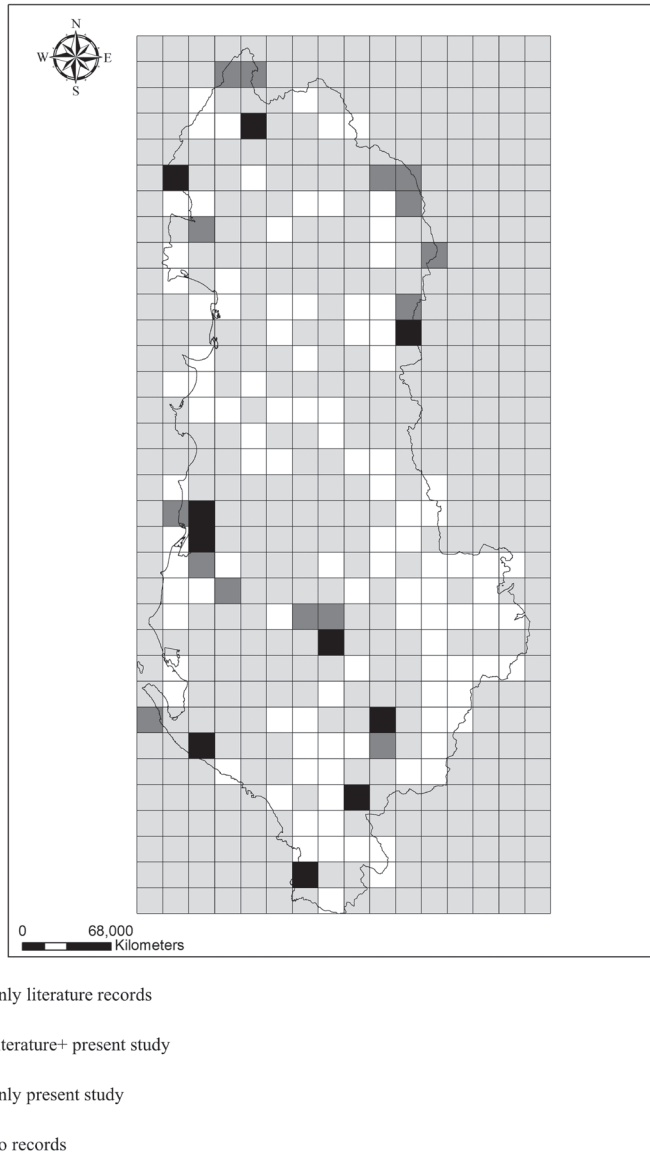 N
W E
S
0 68,000
Kilometers
nly literature records
terature+ present study
nly present study
o records